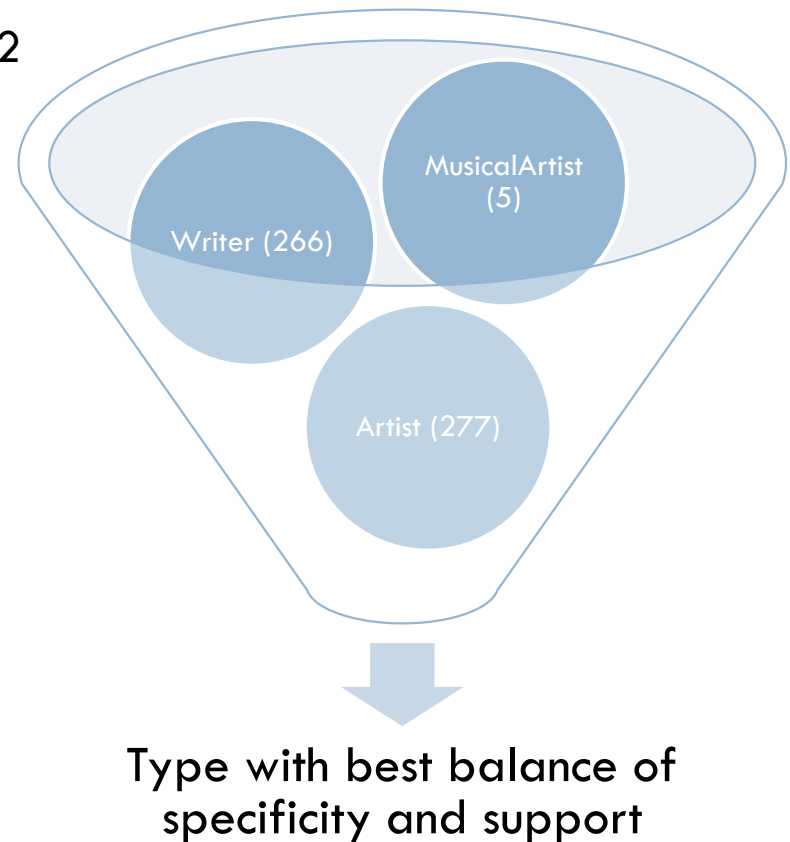 2
MusicalArtist
(5)
Writer (266)
Artist (277)
Type with best balance of
specificity and support